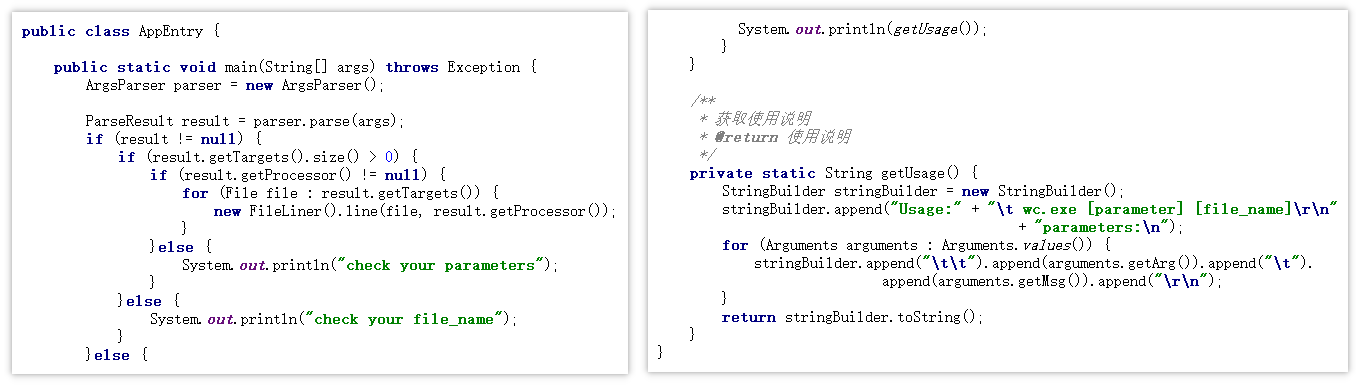 public class AppEntry {
public static void main(String[] args) throws Exception {
ArgsParser parser = new ArgsParser();
ParseResult result = parser.parse(args);
if (result != null) {
if (result.getTargets().size() > 0) {
if (result.getProcessor() != null) {
for (File file : result.getTargets()) {
new FileLiner().line(file, result.getProcessor());
}
}else {
System.out.println("check your parameters");
}
}else {
System.out.println("check your file_name");
}
}else {
System.out.println(getUsage());
}
}
/**
* 获取使用说明
* @return 使用说明
*/
private static String getUsage() {
StringBuilder stringBuilder = new StringBuilder();
stringBuilder.append("Usage:" + "\t wc.exe [parameter] [file_name]\r\n"
+ "parameters:\n");
for (Arguments arguments : Arguments.values()) {
stringBuilder.append("\t\t").append(arguments.getArg()).append("\t").
append(arguments.getMsg()).append("\r\n");
}
return stringBuilder.toString();
}
}